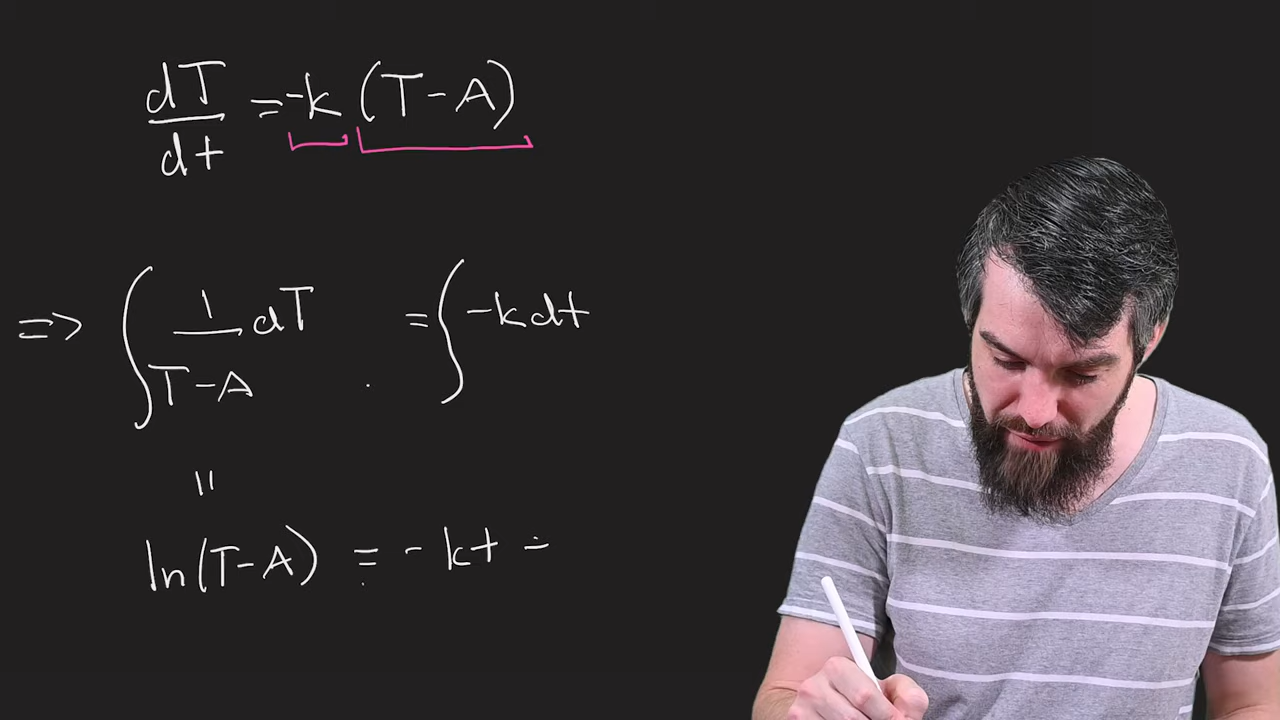 dT/dt = -k (T-A)
=> ∫ 1/(T-A) dT = ∫ -k dt
=
ln(T-A) = -kt